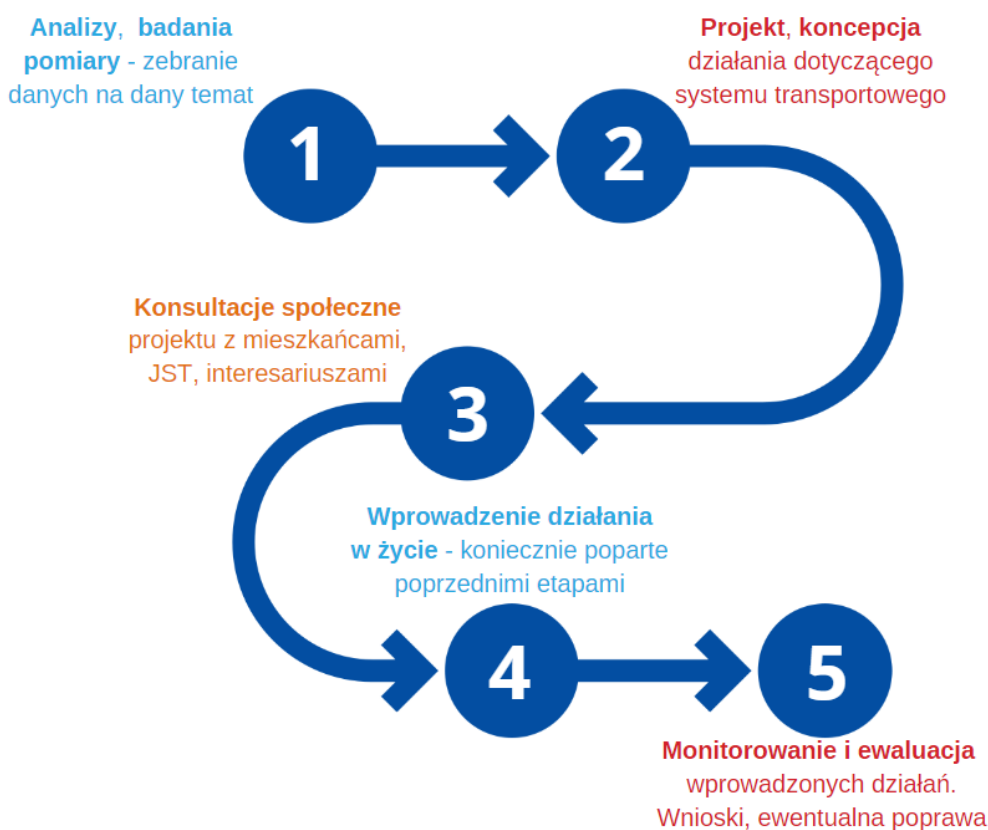 Analizy, badania
pomiary - zebranie
danych na dany temat
1
Projekt, koncepcja
działania dotyczącego
systemu transportowego
2
Konsultacje społeczne
projektu z mieszkańcami,
JST, interesariuszami
3
Wprowadzenie działania
w życie - koniecznie poparte
poprzednimi etapami
4
5
Monitorowanie i ewaluacja
wprowadzonych działań.
Wnioski, ewentualna poprawa